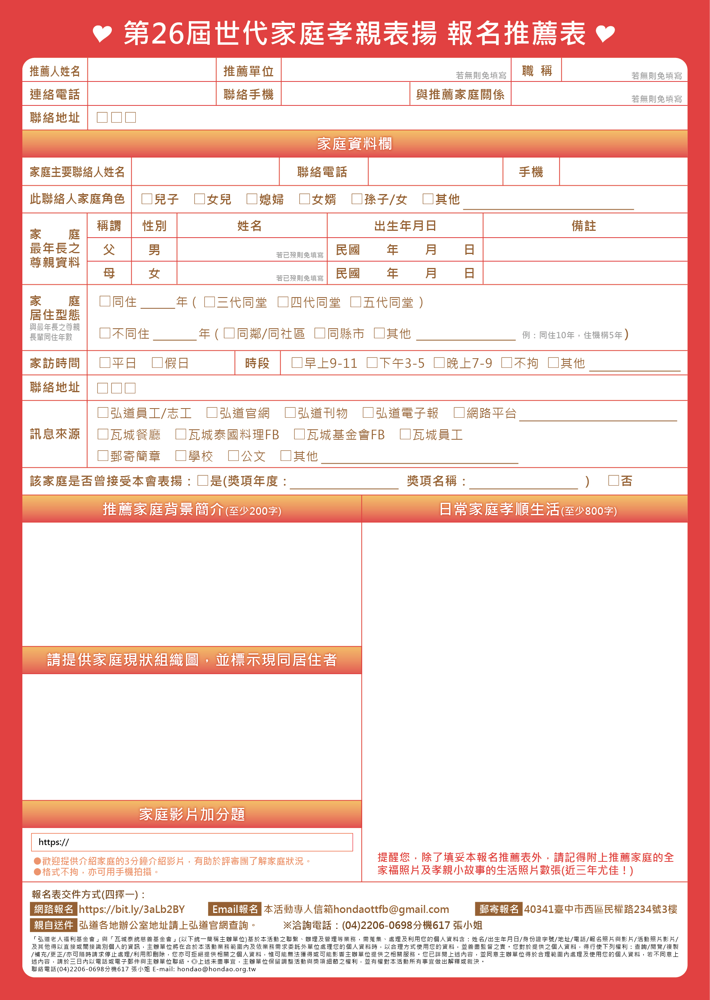 第26屆世代家庭孝親表揚 報名推薦表
推薦人姓名 推薦單位 若無則免填寫 職 稱 若無則免填寫
連絡電話 聯絡手機 與推薦家庭關係 若無則免填寫
聯絡地址 □□□
家庭資料欄
家庭主要聯絡人姓名 聯絡電話 手機
此聯絡人家庭角色 □兒子 □女兒 □媳婦 □女婿 □孫子/女 □其他
家庭最年長之尊親資料 稱謂 性別 姓名 出生年月日 備註
父 男 若已歿則免填寫 民國 年 月 日
母 女 若已歿則免填寫 民國 年 月 日
家庭居住型態
與最年長之尊親
長輩同住年數
□同住 年 ( □三代同堂 □四代同堂 □五代同堂 )
□不同住 年 ( □同鄰/同社區 □同縣市 □其他 例：同住10年，住機構5年 )
家訪時間 □平日 □假日 時段 □早上9-11 □下午3-5 □晚上7-9 □不拘 □其他
聯絡地址 □□□
訊息來源
□弘道員工/志工 □弘道官網 □弘道刊物 □弘道電子報 □網路平台
□瓦城餐廳 □瓦城泰國料理FB □瓦城基金會FB □瓦城員工
□郵寄簡章 □學校 □公文 □其他
該家庭是否曾接受本會表揚：□是(獎項年度： 獎項名稱： ) □否
推薦家庭背景簡介(至少200字)
日常家庭孝順生活(至少800字)
請提供家庭現狀組織圖，並標示現同居住者
家庭影片加分題
https://
●歡迎提供介紹家庭的3分鐘介紹影片，有助於評審團了解家庭狀況。
●格式不拘，亦可用手機拍攝。
提醒您，除了填妥本報名推薦表外，請記得附上推薦家庭的全
家福照片及孝親小故事的生活照片數張(近三年尤佳！)
報名表交件方式(四擇一)：
網路報名 https://bit.ly/3aLb2BY Email報名 本活動專人信箱hondaottfb@gmail.com 郵寄報名 40341臺中市西區民權路234號3樓
親自送件 弘道各地辦公室地址請上弘道官網查詢。 ※洽詢電話：(04)2206-0698分機617 張小姐
「弘道老人福利基金會」與「瓦城泰統慈善基金會」(以下統一簡稱主辦單位)基於本活動之聯繫、辦理及管理等業務，需蒐集、處理及利用您的個人資料含：姓名/出生年月日/身份證字號/地址/電話/報名照片與影片/活動照片影片/
及其他得以直接或間接識別個人的資訊，主辦單位將在合於本活動業務範圍內及依業務需求委託外單位處理您的個人資料時，以合理方式使用您的資料，並善盡監督之責。您對於提供之個人資料，得行使下列權利：查詢/閱覽/複製
/補充/更正/亦可隨時請求停止處理/利用即刪除，您亦可拒絕提供相關之個人資料，惟可能無法獲得或可能影響主辦單位提供之相關服務。您已詳閱上述內容，並同意主辦單位得於合理範圍內處理及使用您的個人資料，若不同意上
述內容，請於三日內以電話或電子郵件與主辦單位聯絡。◎上述未盡事宜，主辦單位保留調整活動與獎項細節之權利，並有權對本活動所有事宜做出解釋或裁決。
聯絡電話(04)2206-0698分機617 張小姐 E-mail: hondao@hondao.org.tw